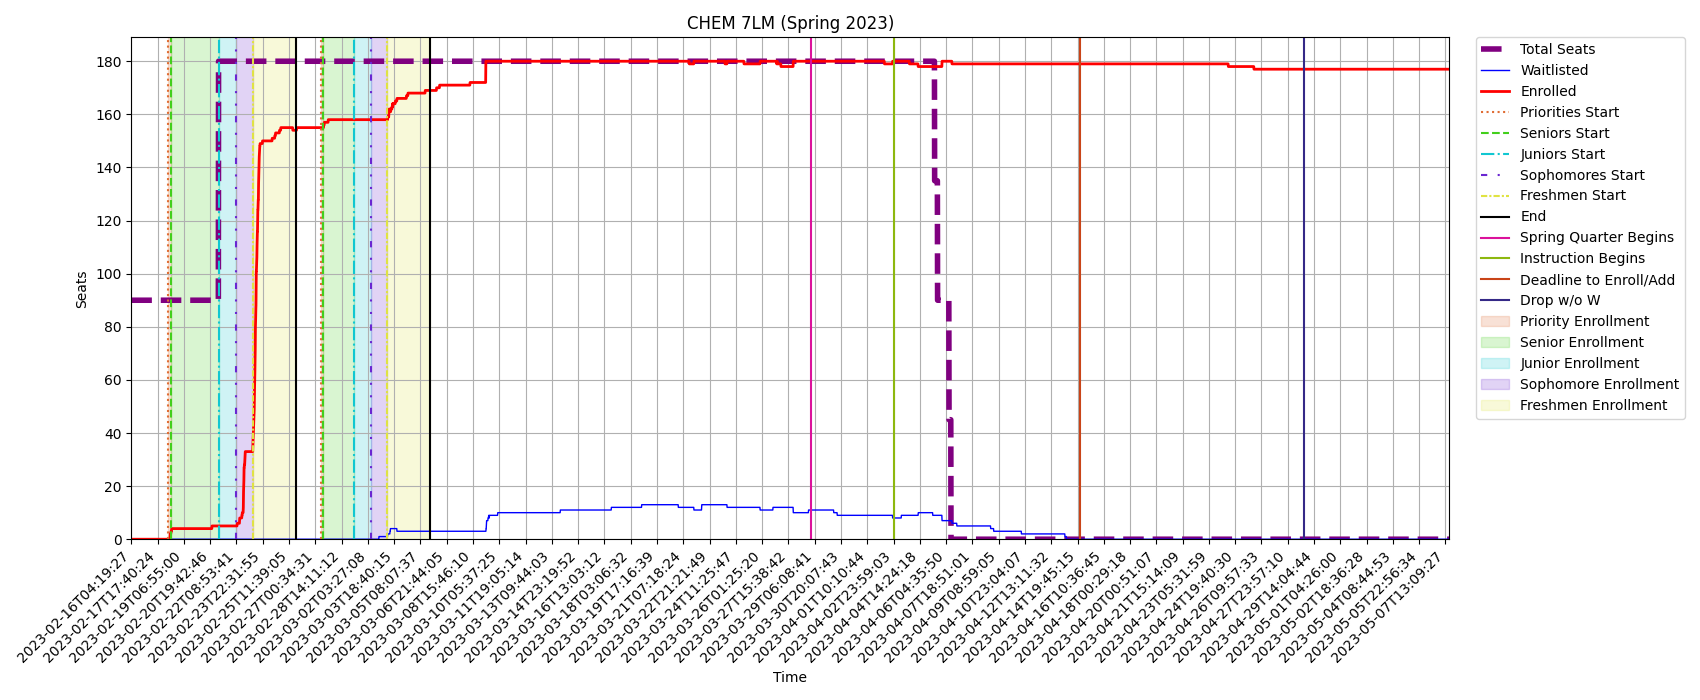 CHEM 7LM (Spring 2023)
Seats
180
160
140
120
100
80
60
40
20
0
2023-02-16T04:19:27
2023-02-17T17:40:24
2023-02-19T06:55:00
2023-02-20T19:42:46
2023-02-22T08:53:41
2023-02-23T22:31:55
2023-02-25T11:39:05
2023-02-27T00:34:31
2023-02-28T14:11:12
2023-03-02T03:27:08
2023-03-03T18:40:15
2023-03-05T08:07:37
2023-03-06T21:44:05
2023-03-08T15:46:10
2023-03-10T05:37:25
2023-03-11T19:05:14
2023-03-13T09:44:03
2023-03-14T23:19:52
2023-03-16T13:03:12
2023-03-18T03:06:32
2023-03-19T17:16:39
2023-03-21T07:18:24
2023-03-22T21:21:49
2023-03-24T11:25:47
2023-03-26T01:25:20
2023-03-27T15:38:42
2023-03-29T06:08:41
2023-03-30T20:07:43
2023-04-01T10:10:44
2023-04-02T23:59:03
2023-04-04T14:24:18
2023-04-06T04:35:50
2023-04-07T18:51:01
2023-04-09T08:59:05
2023-04-10T23:04:07
2023-04-12T13:11:32
2023-04-14T19:45:15
2023-04-16T10:36:45
2023-04-18T00:29:18
2023-04-20T00:51:07
2023-04-21T15:14:09
2023-04-23T05:31:59
2023-04-24T19:40:30
2023-04-26T09:57:33
2023-04-27T23:57:10
2023-04-29T14:04:44
2023-05-01T04:26:00
2023-05-02T18:36:28
2023-05-04T08:44:53
2023-05-05T22:56:34
2023-05-07T13:09:27
Time
Total Seats
Waitlisted
Enrolled
Priorities Start
Seniors Start
Juniors Start
Sophomores Start
Freshmen Start
End
Spring Quarter Begins
Instruction Begins
Deadline to Enroll/Add
Drop w/o W
Priority Enrollment
Senior Enrollment
Junior Enrollment
Sophomore Enrollment
Freshmen Enrollment